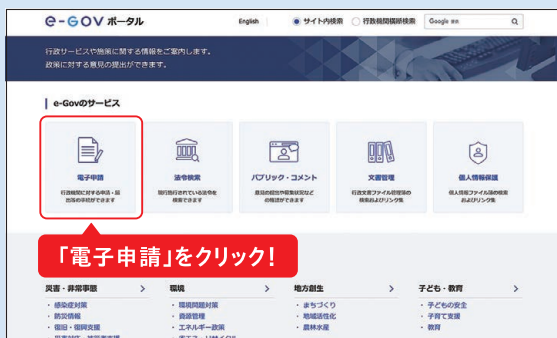 e-GOV ポータル
English
サイト内検索
行政機関横断検索
Google 検索
行政サービスや施策に関する情報をご案内します。
政策に対する意見の提出ができます。
e-Govのサービス
電子申請
行政機関に対する申請・届
出等の手続ができます
法令検索
現行施行されている法令を
検索できます
パブリック・コメント
意見の提出や募集状況など
の確認ができます
文書管理
行政文書ファイル管理簿の
検索およびリンク集
個人情報保護
個人情報ファイル簿の検索
およびリンク集
「電子申請」をクリック!
災害・非常事態
・感染症対策
・防災情報
・復旧・復興支援
環境
・環境問題対策
・資源管理
・エネルギー政策
・省エネ・リサイクル
地方創生
・まちづくり
・地域活性化
・農林水産
子ども・教育
・子どもの安全
・子育て支援
・教育